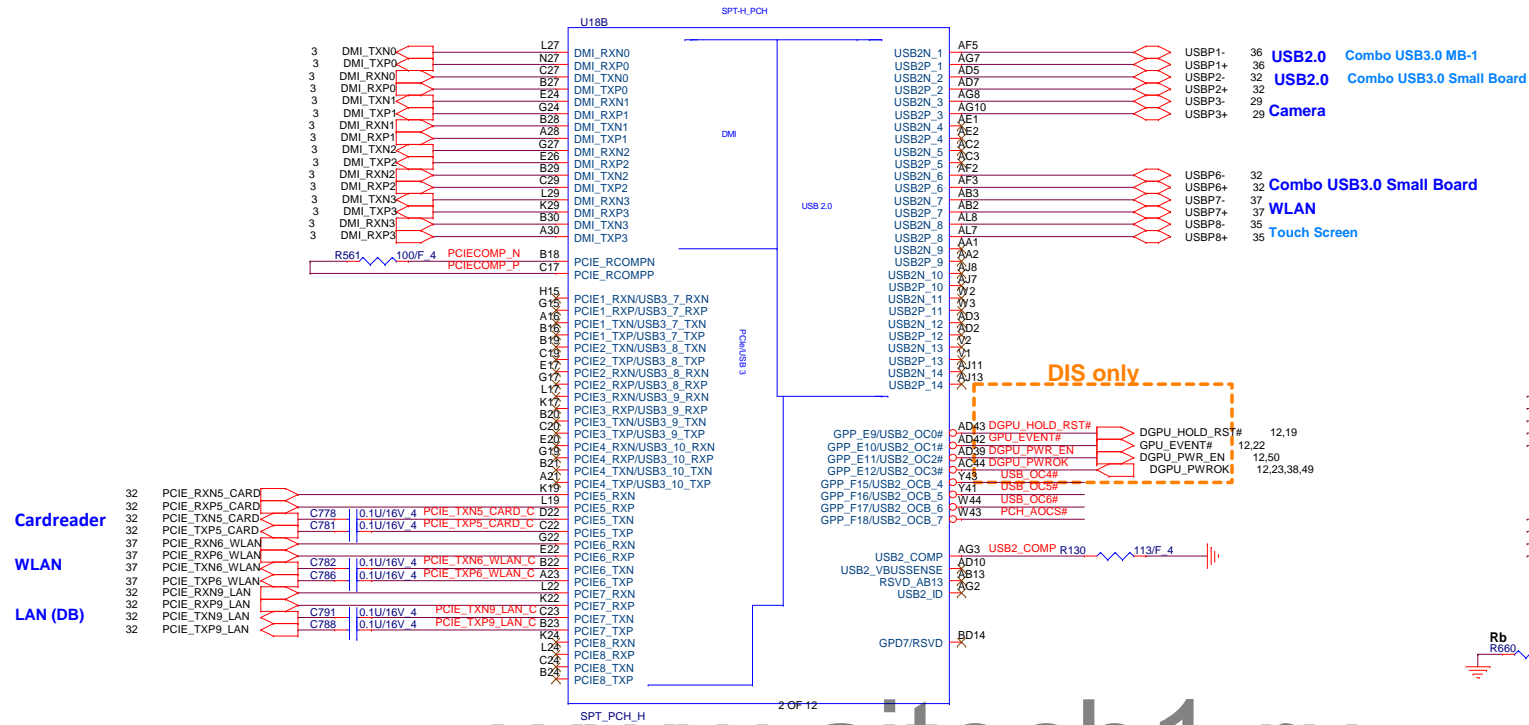 SPT-H_PCH
U18B
3 DMI_TXN0 L27 DMI_RXN0
3 DMI_TXP0 N27 DMI_RXP0
3 DMI_RXN0 C27 DMI_TXN0
3 DMI_RXP0 B27 DMI_TXP0
3 DMI_TXN1 E24 DMI_RXN1
3 DMI_TXP1 G24 DMI_RXP1
3 DMI_RXN1 B28 DMI_TXN1
3 DMI_RXP1 A28 DMI_TXP1
3 DMI_TXN2 G27 DMI_RXN2
3 DMI_TXP2 E26 DMI_RXP2
3 DMI_RXN2 B29 DMI_TXN2
3 DMI_RXP2 C29 DMI_TXP2
3 DMI_TXN3 L29 DMI_RXN3
3 DMI_TXP3 K29 DMI_RXP3
3 DMI_RXN3 B30 DMI_TXN3
3 DMI_RXP3 A30 DMI_TXP3
R561 100/F_4 PCIECOMP_N B18 PCIE_RCOMPN
PCIECOMP_P C17 PCIE_RCOMPP
H15 PCIE1_RXN/USB3_7_RXN
G15 PCIE1_RXP/USB3_7_RXP
A16 PCIE1_TXN/USB3_7_TXN
B16 PCIE1_TXP/USB3_7_TXP
B19 PCIE2_TXN/USB3_8_TXN
C19 PCIE2_TXP/USB3_8_TXP
E17 PCIE2_RXN/USB3_8_RXN
G17 PCIE2_RXP/USB3_8_RXP
L17 PCIE3_RXN/USB3_9_RXN
K17 PCIE3_RXP/USB3_9_RXP
B20 PCIE3_TXN/USB3_9_TXN
C20 PCIE3_TXP/USB3_9_TXP
E20 PCIE4_RXN/USB3_10_RXN
G19 PCIE4_RXP/USB3_10_RXP
B21 PCIE4_TXN/USB3_10_TXN
A21 PCIE4_TXP/USB3_10_TXP
32 PCIE_RXN5_CARD K19 PCIE5_RXN
32 PCIE_RXP5_CARD L19 PCIE5_RXP
Cardreader
32 PCIE_TXN5_CARD C778 0.1U/16V_4 PCIE_TXN5_CARD_C D22 PCIE5_TXN
32 PCIE_TXP5_CARD C781 0.1U/16V_4 PCIE_TXP5_CARD_C C22 PCIE5_TXP
37 PCIE_RXN6_WLAN G22 PCIE6_RXN
37 PCIE_RXP6_WLAN E22 PCIE6_RXP
WLAN
37 PCIE_TXN6_WLAN C782 0.1U/16V_4 PCIE_TXN6_WLAN_C B22 PCIE6_TXN
37 PCIE_TXP6_WLAN C786 0.1U/16V_4 PCIE_TXP6_WLAN_C A23 PCIE6_TXP
32 PCIE_RXN9_LAN L22 PCIE7_RXN
32 PCIE_RXP9_LAN K22 PCIE7_RXP
LAN (DB)
32 PCIE_TXN9_LAN C791 0.1U/16V_4 PCIE_TXN9_LAN_C C23 PCIE7_TXN
32 PCIE_TXP9_LAN C788 0.1U/16V_4 PCIE_TXP9_LAN_C B23 PCIE7_TXP
K24 PCIE8_RXN
L24 PCIE8_RXP
C24 PCIE8_TXN
B24 PCIE8_TXP
DMI
USB 2.0
PCIe/USB 3
USB2N_1 AF5 USBP1- 36 USB2.0 Combo USB3.0 MB-1
USB2P_1 AG7 USBP1+ 36
USB2N_2 AD5 USBP2- 32 USB2.0 Combo USB3.0 Small Board
USB2P_2 AD7 USBP2+ 32
USB2N_3 AG8 USBP3- 29
USB2P_3 AG10 USBP3+ 29 Camera
USB2N_4 AE1
USB2P_4 AE2
USB2N_5 AC2
USB2P_5 AC3
USB2N_6 AF2 USBP6- 32
USB2P_6 AF3 USBP6+ 32 Combo USB3.0 Small Board
USB2N_7 AB3 USBP7- 37
USB2P_7 AB2 USBP7+ 37 WLAN
USB2N_8 AL8 USBP8- 35
USB2P_8 AL7 USBP8+ 35 Touch Screen
USB2N_9 AA1
USB2P_9 AA2
USB2N_10 AJ8
USB2P_10 AJ7
USB2N_11 W2
USB2P_11 W3
USB2N_12 AD3
USB2P_12 AD2
USB2N_13 V2
USB2P_13 V1
USB2N_14 AJ11
USB2P_14 AJ13
DIS only
GPP_E9/USB2_OC0# AD43 DGPU_HOLD_RST# DGPU_HOLD_RST# 12,19
GPP_E10/USB2_OC1# AD42 GPU_EVENT# GPU_EVENT# 12,22
GPP_E11/USB2_OC2# AD39 DGPU_PWR_EN DGPU_PWR_EN 12,50
GPP_E12/USB2_OC3# AC44 DGPU_PWROK DGPU_PWROK 12,23,38,49
GPP_F15/USB2_OCB_4 Y43 USB_OC4#
GPP_F16/USB2_OCB_5 Y41 USB_OC5#
GPP_F17/USB2_OCB_6 W44 USB_OC6#
GPP_F18/USB2_OCB_7 W43 PCH_AOCS#
USB2_COMP AG3 USB2_COMP R130 113/F_4
USB2_VBUSSENSE AD10
RSVD_AB13 AB13
USB2_ID AG2
GPD7/RSVD BD14
Rb
R660
2 OF 12
SPT_PCH_H